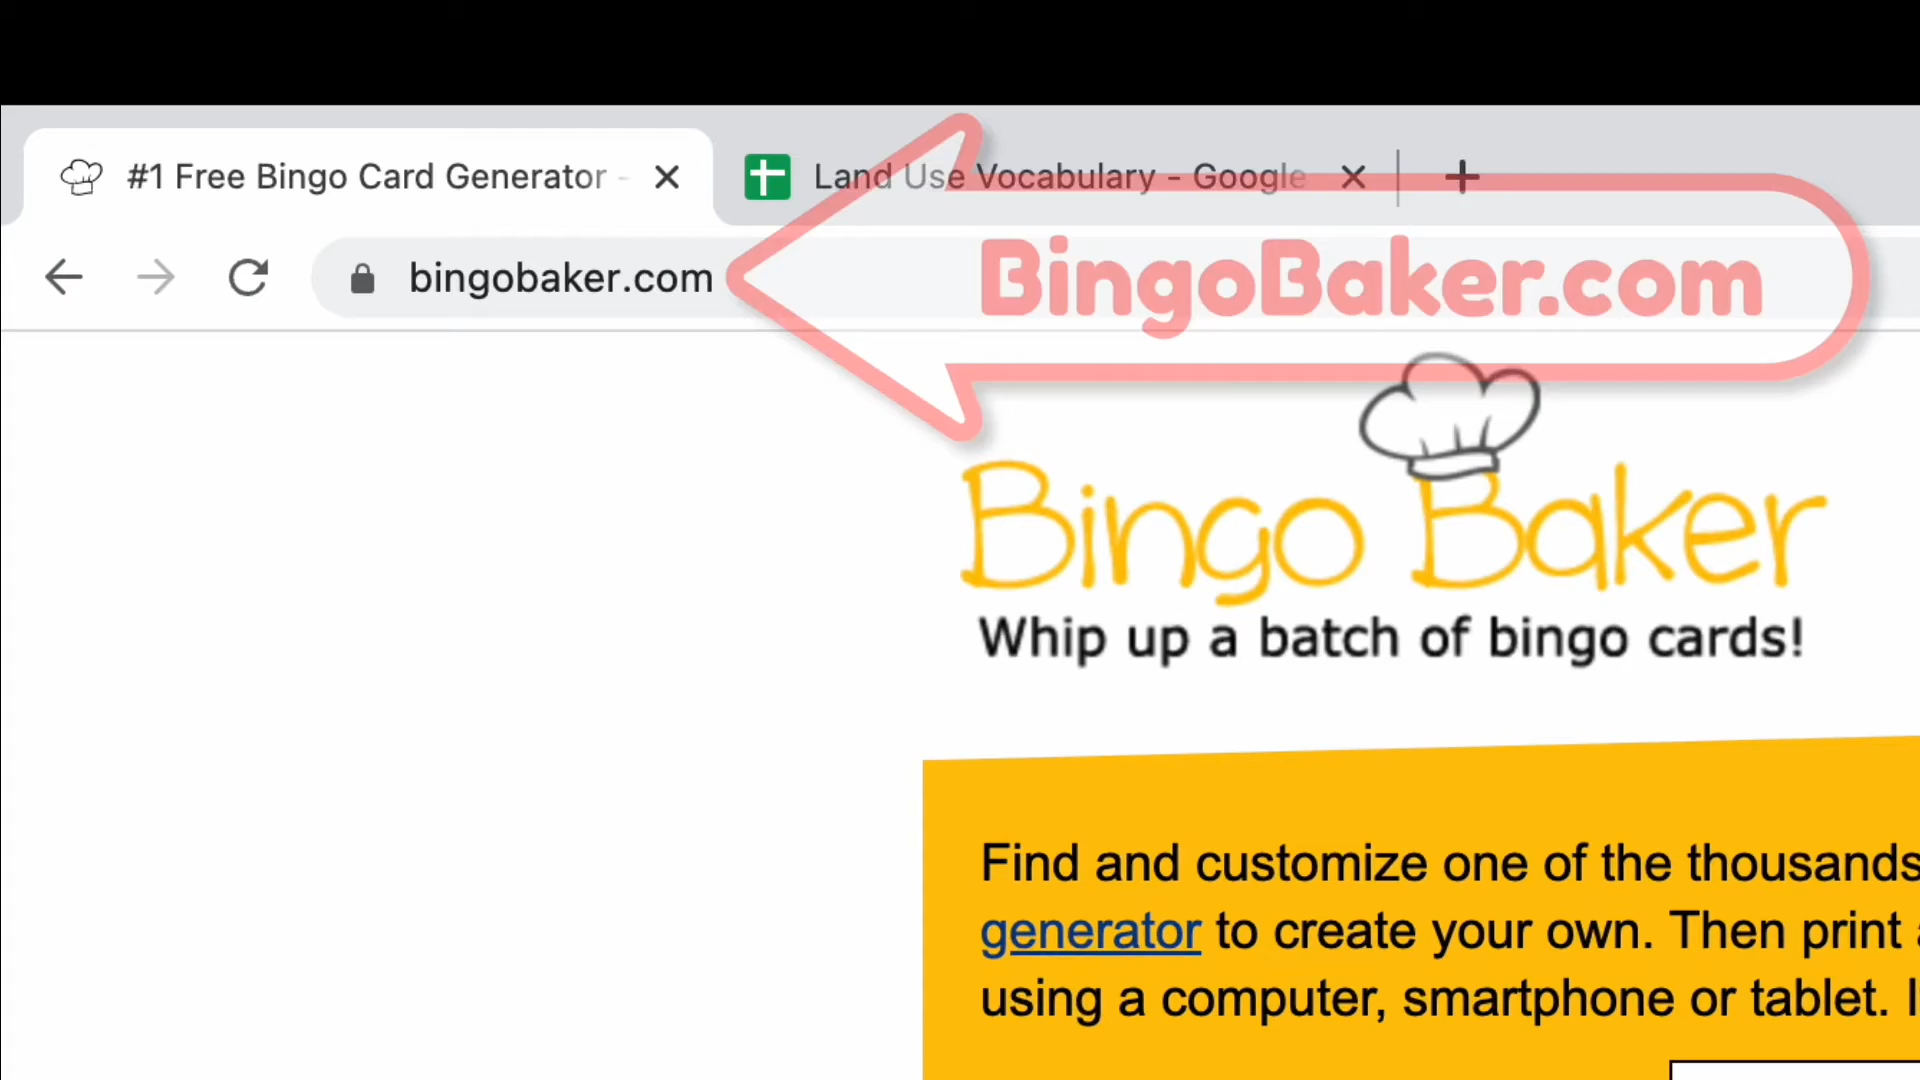 #1 Free Bingo Card Generator -
Land Use Vocabulary - Google
bingobaker.com
BingoBaker.com
Bingo Baker
Whip up a batch of bingo cards!
Find and customize one of the thousands
generator to create your own. Then print
using a computer, smartphone or tablet.